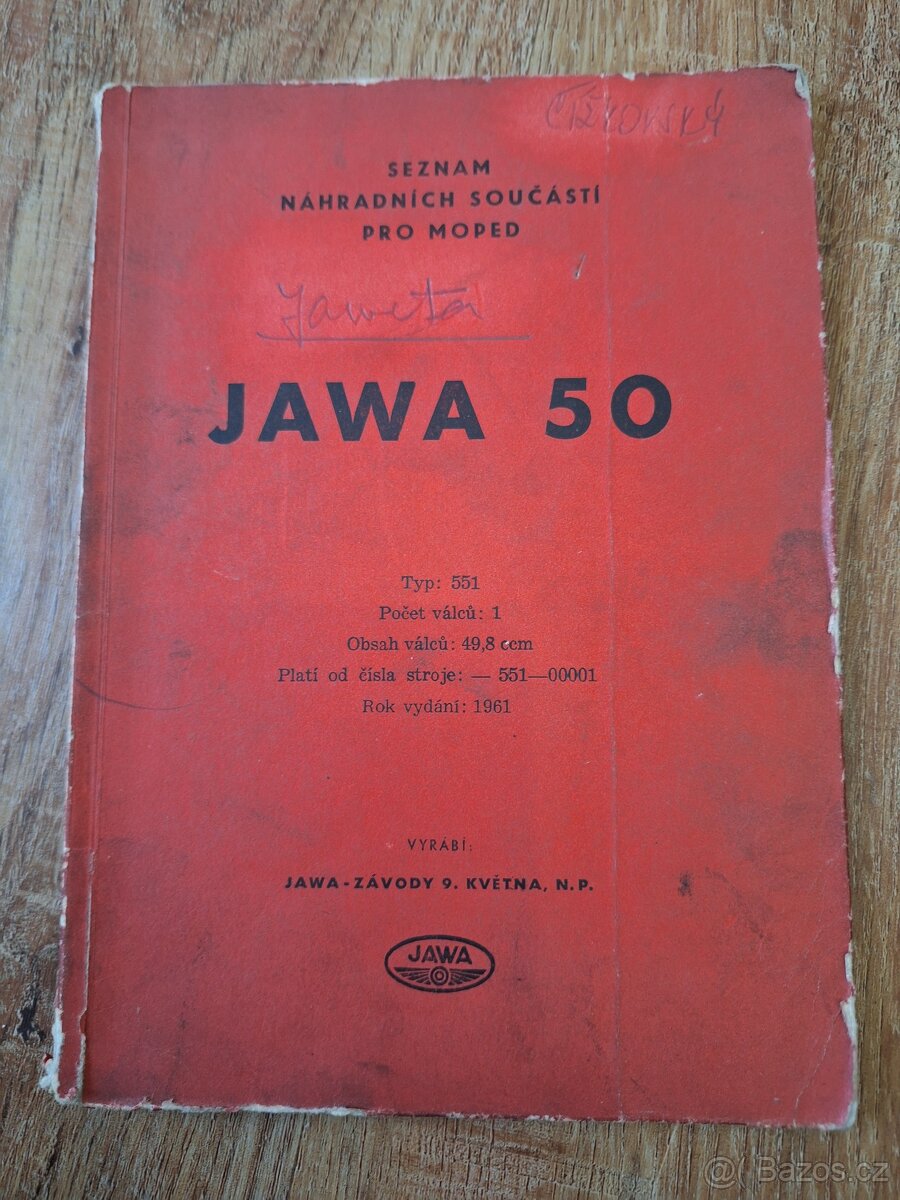 SEZNAM
NÁHRADNÍCH SOUČÁSTÍ
PRO MOPED
Jaweta
JAWA 50
Typ: 551
Počet válců: 1
Obsah válců: 49,8 ccm
Platí od čísla stroje: — 551—00001
Rok vydání: 1961
VYRÁBÍ:
JAWA-ZÁVODY 9. KVĚTNA, N. P.
JAWA
@ Bazos.cz